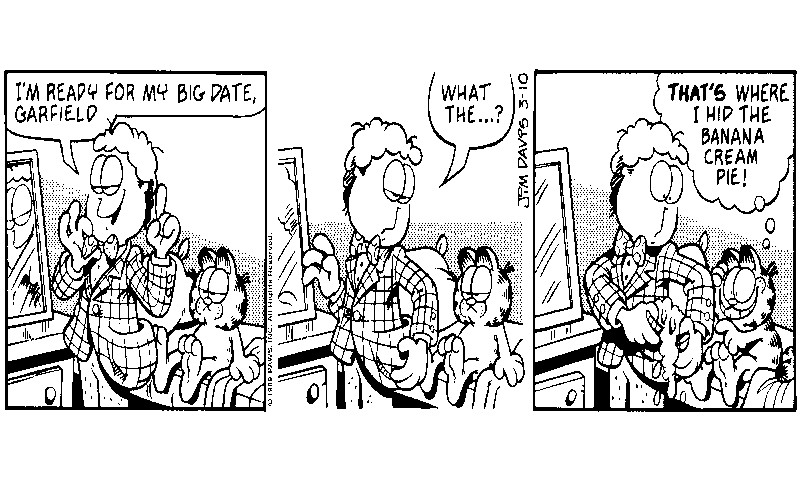 I'M READY FOR MY BIG DATE,
GARFIELD
WHAT
THE...?
JIM DAVIS 3-10
THAT'S WHERE
I HID THE
BANANA
CREAM
PIE!